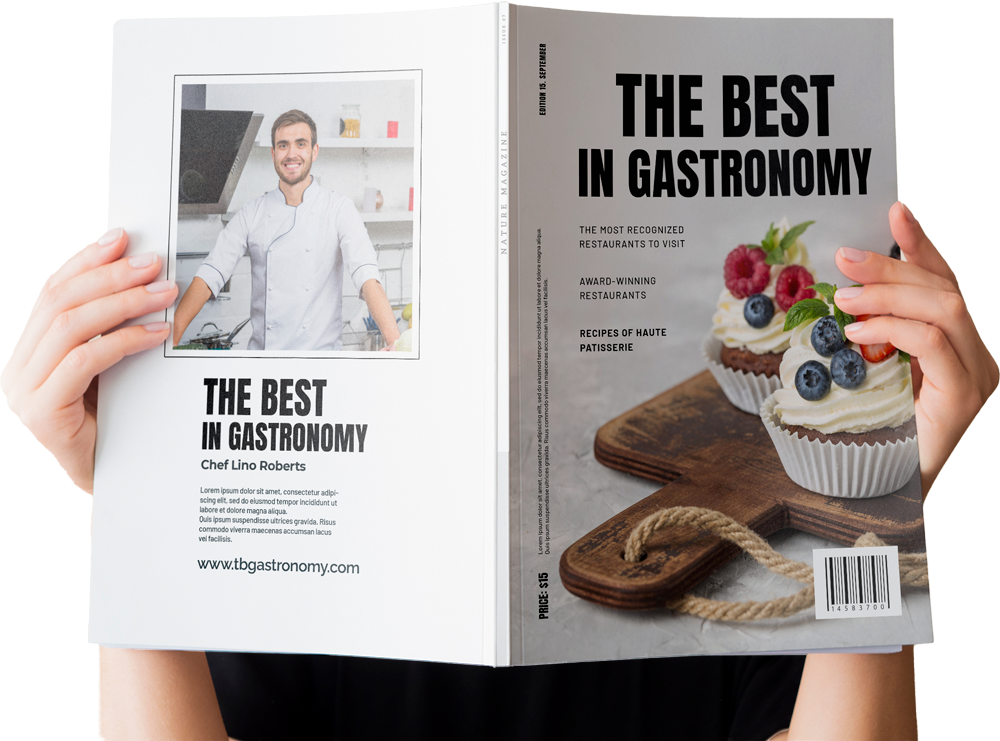 THE BEST
IN GASTRONOMY
Chef Lino Roberts
Lorem ipsum dolor sit amet, consectetur adipi-
scing elit, sed do eiusmod tempor incididunt ut
labore et dolore magna aliqua.
Quis ipsum suspendisse ultrices gravida. Risus
commodo viverra maecenas accumsan lacus
vel facilisis.
www.tbgastronomy.com
NATURE MAGAZINE
EDITION 15. SEPTEMBER
THE BEST
IN GASTRONOMY
THE MOST RECOGNIZED
RESTAURANTS TO VISIT
AWARD-WINNING
RESTAURANTS
RECIPES OF HAUTE
PATISSERIE
Lorem ipsum dolor sit amet, consectetur adipiscing elit, sed do eiusmod tempor incididunt ut labore et dolore magna aliqua.
Quis ipsum suspendisse ultrices gravida. Risus commodo viverra maecenas accumsan lacus vel facilisis.
PRICE: $15
14583700